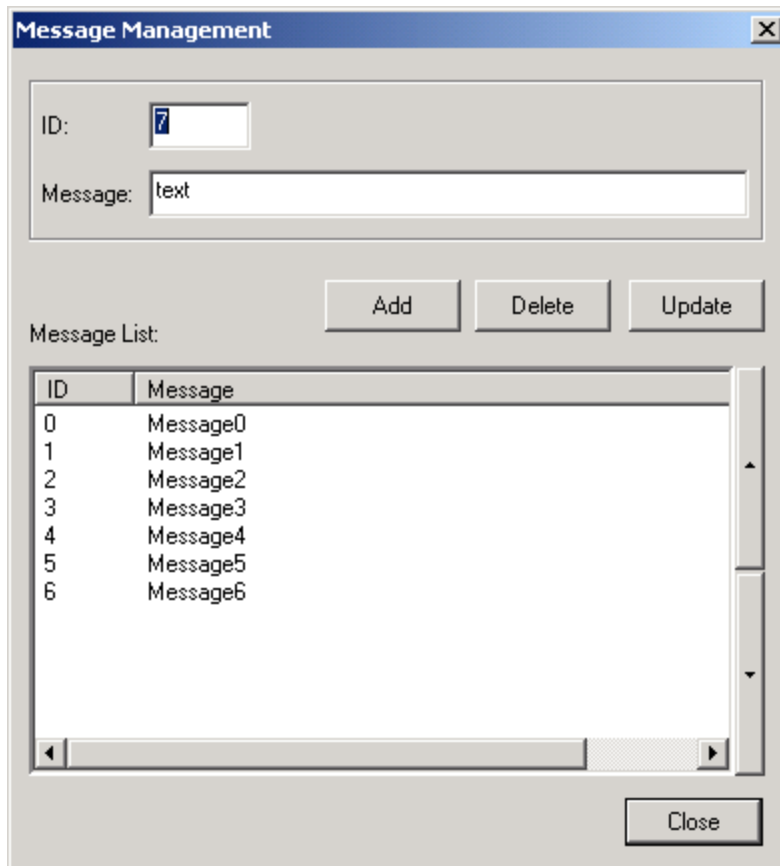 Message Management
ID: 7
Message: text
Add Delete Update
Message List:
ID Message
0 Message0
1 Message1
2 Message2
3 Message3
4 Message4
5 Message5
6 Message6
Close